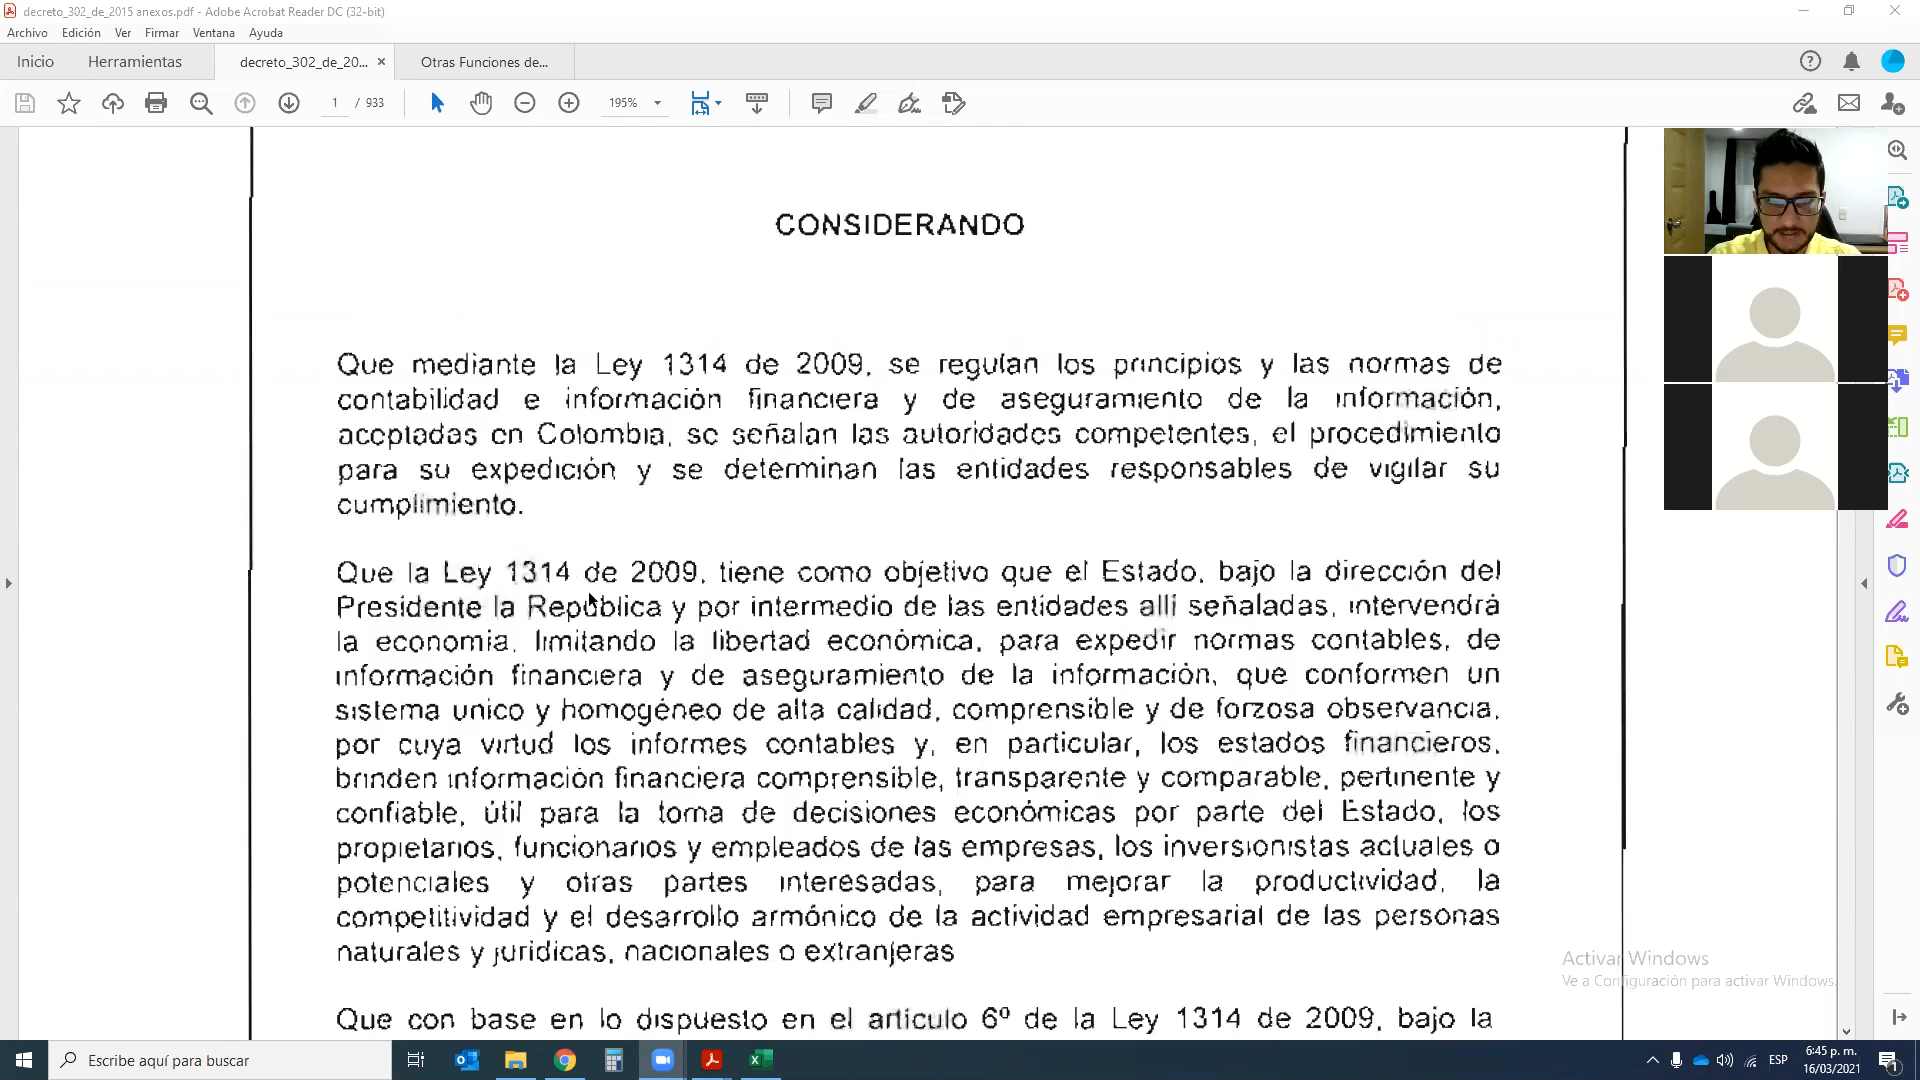 decreto_302_de_2015 anexos.pdf - Adobe Acrobat Reader DC (32-bit)
Archivo Edición Ver Firmar Ventana Ayuda
Inicio Herramientas decreto_302_de_20... × Otras Funciones de...
1 / 933 195%
CONSIDERANDO
Que mediante la Ley 1314 de 2009, se regulan los principios y las normas de
contabilidad e información financiera y de aseguramiento de la información,
aceptadas en Colombia, se señalan las autoridades competentes, el procedimiento
para su expedición y se determinan las entidades responsables de vigilar su
cumplimiento.
Que la Ley 1314 de 2009, tiene como objetivo que el Estado, bajo la dirección del
Presidente la República y por intermedio de las entidades allí señaladas, intervendrá
la economía, limitando la libertad económica, para expedir normas contables, de
información financiera y de aseguramiento de la información, que conformen un
sistema unico y homogéneo de alta calidad, comprensible y de forzosa observancia,
por cuya virtud los informes contables y, en particular, los estados financieros,
brinden información financiera comprensible, transparente y comparable, pertinente y
confiable, útil para la toma de decisiones económicas por parte del Estado, los
propietarios, funcionarios y empleados de las empresas, los inversionistas actuales o
potenciales y otras partes interesadas, para mejorar la productividad, la
competitividad y el desarrollo armónico de la actividad empresarial de las personas
naturales y jurídicas, nacionales o extranjeras
Que con base en lo dispuesto en el artículo 6º de la Ley 1314 de 2009, bajo la
Activar Windows
Ve a Configuración para activar Windows.
Escribe aquí para buscar
ESP
6:45 p. m.
16/03/2021
1